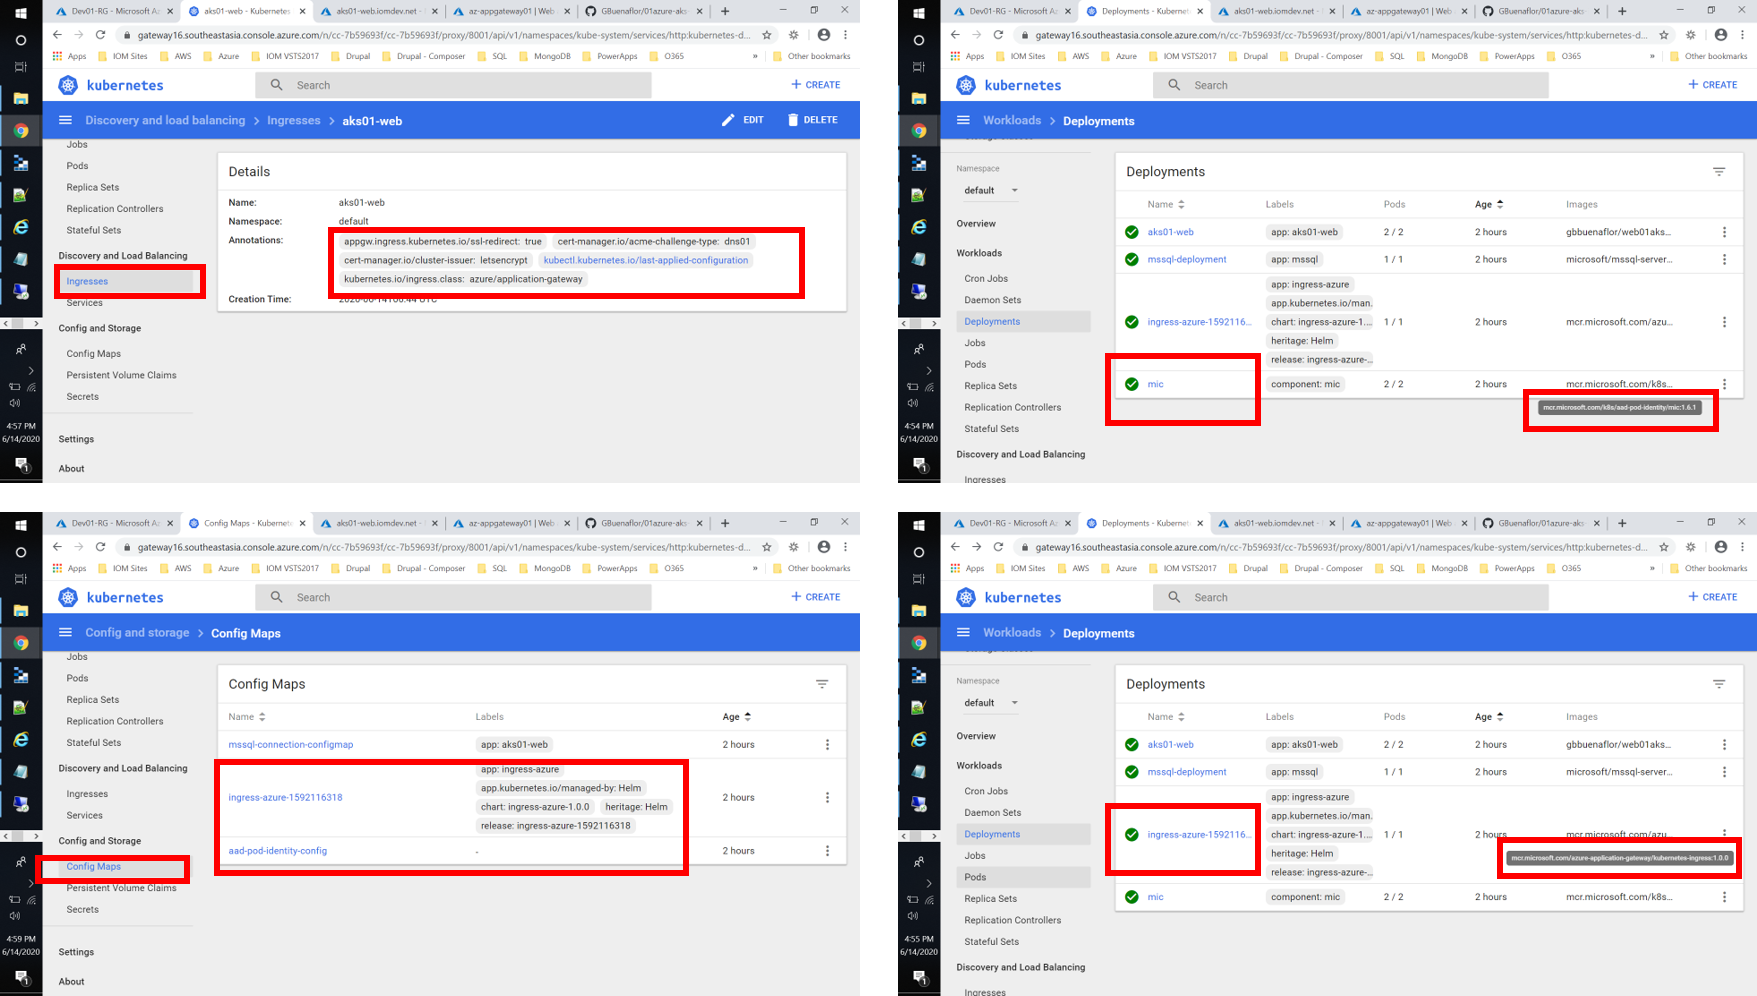 Dev01-RG - Microsoft Az
aks01-web - Kubernetes
aks01-web.iomdev.net -
az-appgateway01 | Web
GBuenaflor/01azure-aks
gateway16.southeastasia.console.azure.com/n/cc-7b59693f/cc-7b59693f/proxy/8001/api/v1/namespaces/kube-system/services/http:kubernetes-d...
Apps IOM Sites AWS Azure IOM VSTS2017 Drupal Drupal - Composer SQL MongoDB PowerApps O365 » Other bookmarks
kubernetes
Search
+ CREATE
Discovery and load balancing > Ingresses > aks01-web
EDIT DELETE
Jobs
Pods
Replica Sets
Replication Controllers
Stateful Sets
Discovery and Load Balancing
Ingresses
Services
Config and Storage
Config Maps
Persistent Volume Claims
Secrets
Settings
About
Details
Name: aks01-web
Namespace: default
Annotations: appgw.ingress.kubernetes.io/ssl-redirect: true cert-manager.io/acme-challenge-type: dns01
cert-manager.io/cluster-issuer: letsencrypt kubectl.kubernetes.io/last-applied-configuration
kubernetes.io/ingress.class: azure/application-gateway
Creation Time:
4:57 PM
6/14/2020
Dev01-RG - Microsoft Az
Deployments - Kubernet
aks01-web.iomdev.net -
az-appgateway01 | Web
GBuenaflor/01azure-aks
gateway16.southeastasia.console.azure.com/n/cc-7b59693f/cc-7b59693f/proxy/8001/api/v1/namespaces/kube-system/services/http:kubernetes-d...
Apps IOM Sites AWS Azure IOM VSTS2017 Drupal Drupal - Composer SQL MongoDB PowerApps O365 » Other bookmarks
kubernetes
Search
+ CREATE
Workloads > Deployments
Namespace
default
Overview
Workloads
Cron Jobs
Daemon Sets
Deployments
Jobs
Pods
Replica Sets
Replication Controllers
Stateful Sets
Discovery and Load Balancing
Ingresses
Deployments
Name Labels Pods Age Images
aks01-web app: aks01-web 2 / 2 2 hours gbbuenaflor/web01aks...
mssql-deployment app: mssql 1 / 1 2 hours microsoft/mssql-server...
app: ingress-azure
app.kubernetes.io/man.
ingress-azure-1592116... chart: ingress-azure-1.... 1 / 1 2 hours mcr.microsoft.com/azu...
heritage: Helm
release: ingress-azure-...
mic component: mic 2 / 2 2 hours mcr.microsoft.com/k8s...
mcr.microsoft.com/k8s/aad-pod-identity/mic:1.6.1
4:54 PM
6/14/2020
Dev01-RG - Microsoft Az
Config Maps - Kubernete
aks01-web.iomdev.net -
az-appgateway01 | Web
GBuenaflor/01azure-aks
gateway16.southeastasia.console.azure.com/n/cc-7b59693f/cc-7b59693f/proxy/8001/api/v1/namespaces/kube-system/services/http:kubernetes-d...
Apps IOM Sites AWS Azure IOM VSTS2017 Drupal Drupal - Composer SQL MongoDB PowerApps O365 » Other bookmarks
kubernetes
Search
+ CREATE
Config and storage > Config Maps
Jobs
Pods
Replica Sets
Replication Controllers
Stateful Sets
Discovery and Load Balancing
Ingresses
Services
Config and Storage
Config Maps
Persistent Volume Claims
Secrets
Settings
About
Config Maps
Name Labels Age
mssql-connection-configmap app: aks01-web 2 hours
app: ingress-azure
app.kubernetes.io/managed-by: Helm
ingress-azure-1592116318 chart: ingress-azure-1.0.0 heritage: Helm 2 hours
release: ingress-azure-1592116318
aad-pod-identity-config - 2 hours
4:59 PM
6/14/2020
Dev01-RG - Microsoft Az
Deployments - Kubernet
aks01-web.iomdev.net -
az-appgateway01 | Web
GBuenaflor/01azure-aks
gateway16.southeastasia.console.azure.com/n/cc-7b59693f/cc-7b59693f/proxy/8001/api/v1/namespaces/kube-system/services/http:kubernetes-d...
Apps IOM Sites AWS Azure IOM VSTS2017 Drupal Drupal - Composer SQL MongoDB PowerApps O365 » Other bookmarks
kubernetes
Search
+ CREATE
Workloads > Deployments
Namespace
default
Overview
Workloads
Cron Jobs
Daemon Sets
Deployments
Jobs
Pods
Replica Sets
Replication Controllers
Stateful Sets
Discovery and Load Balancing
Ingresses
Deployments
Name Labels Pods Age Images
aks01-web app: aks01-web 2 / 2 2 hours gbbuenaflor/web01aks...
mssql-deployment app: mssql 1 / 1 2 hours microsoft/mssql-server...
app: ingress-azure
app.kubernetes.io/man.
ingress-azure-1592116... chart: ingress-azure-1.... 1 / 1 2 hours mcr.microsoft.com/azu...
heritage: Helm
mcr.microsoft.com/azure-application-gateway/kubernetes-ingress:1.0.0
release: ingress-azure-...
mic component: mic 2 / 2 2 hours mcr.microsoft.com/k8s...
4:55 PM
6/14/2020